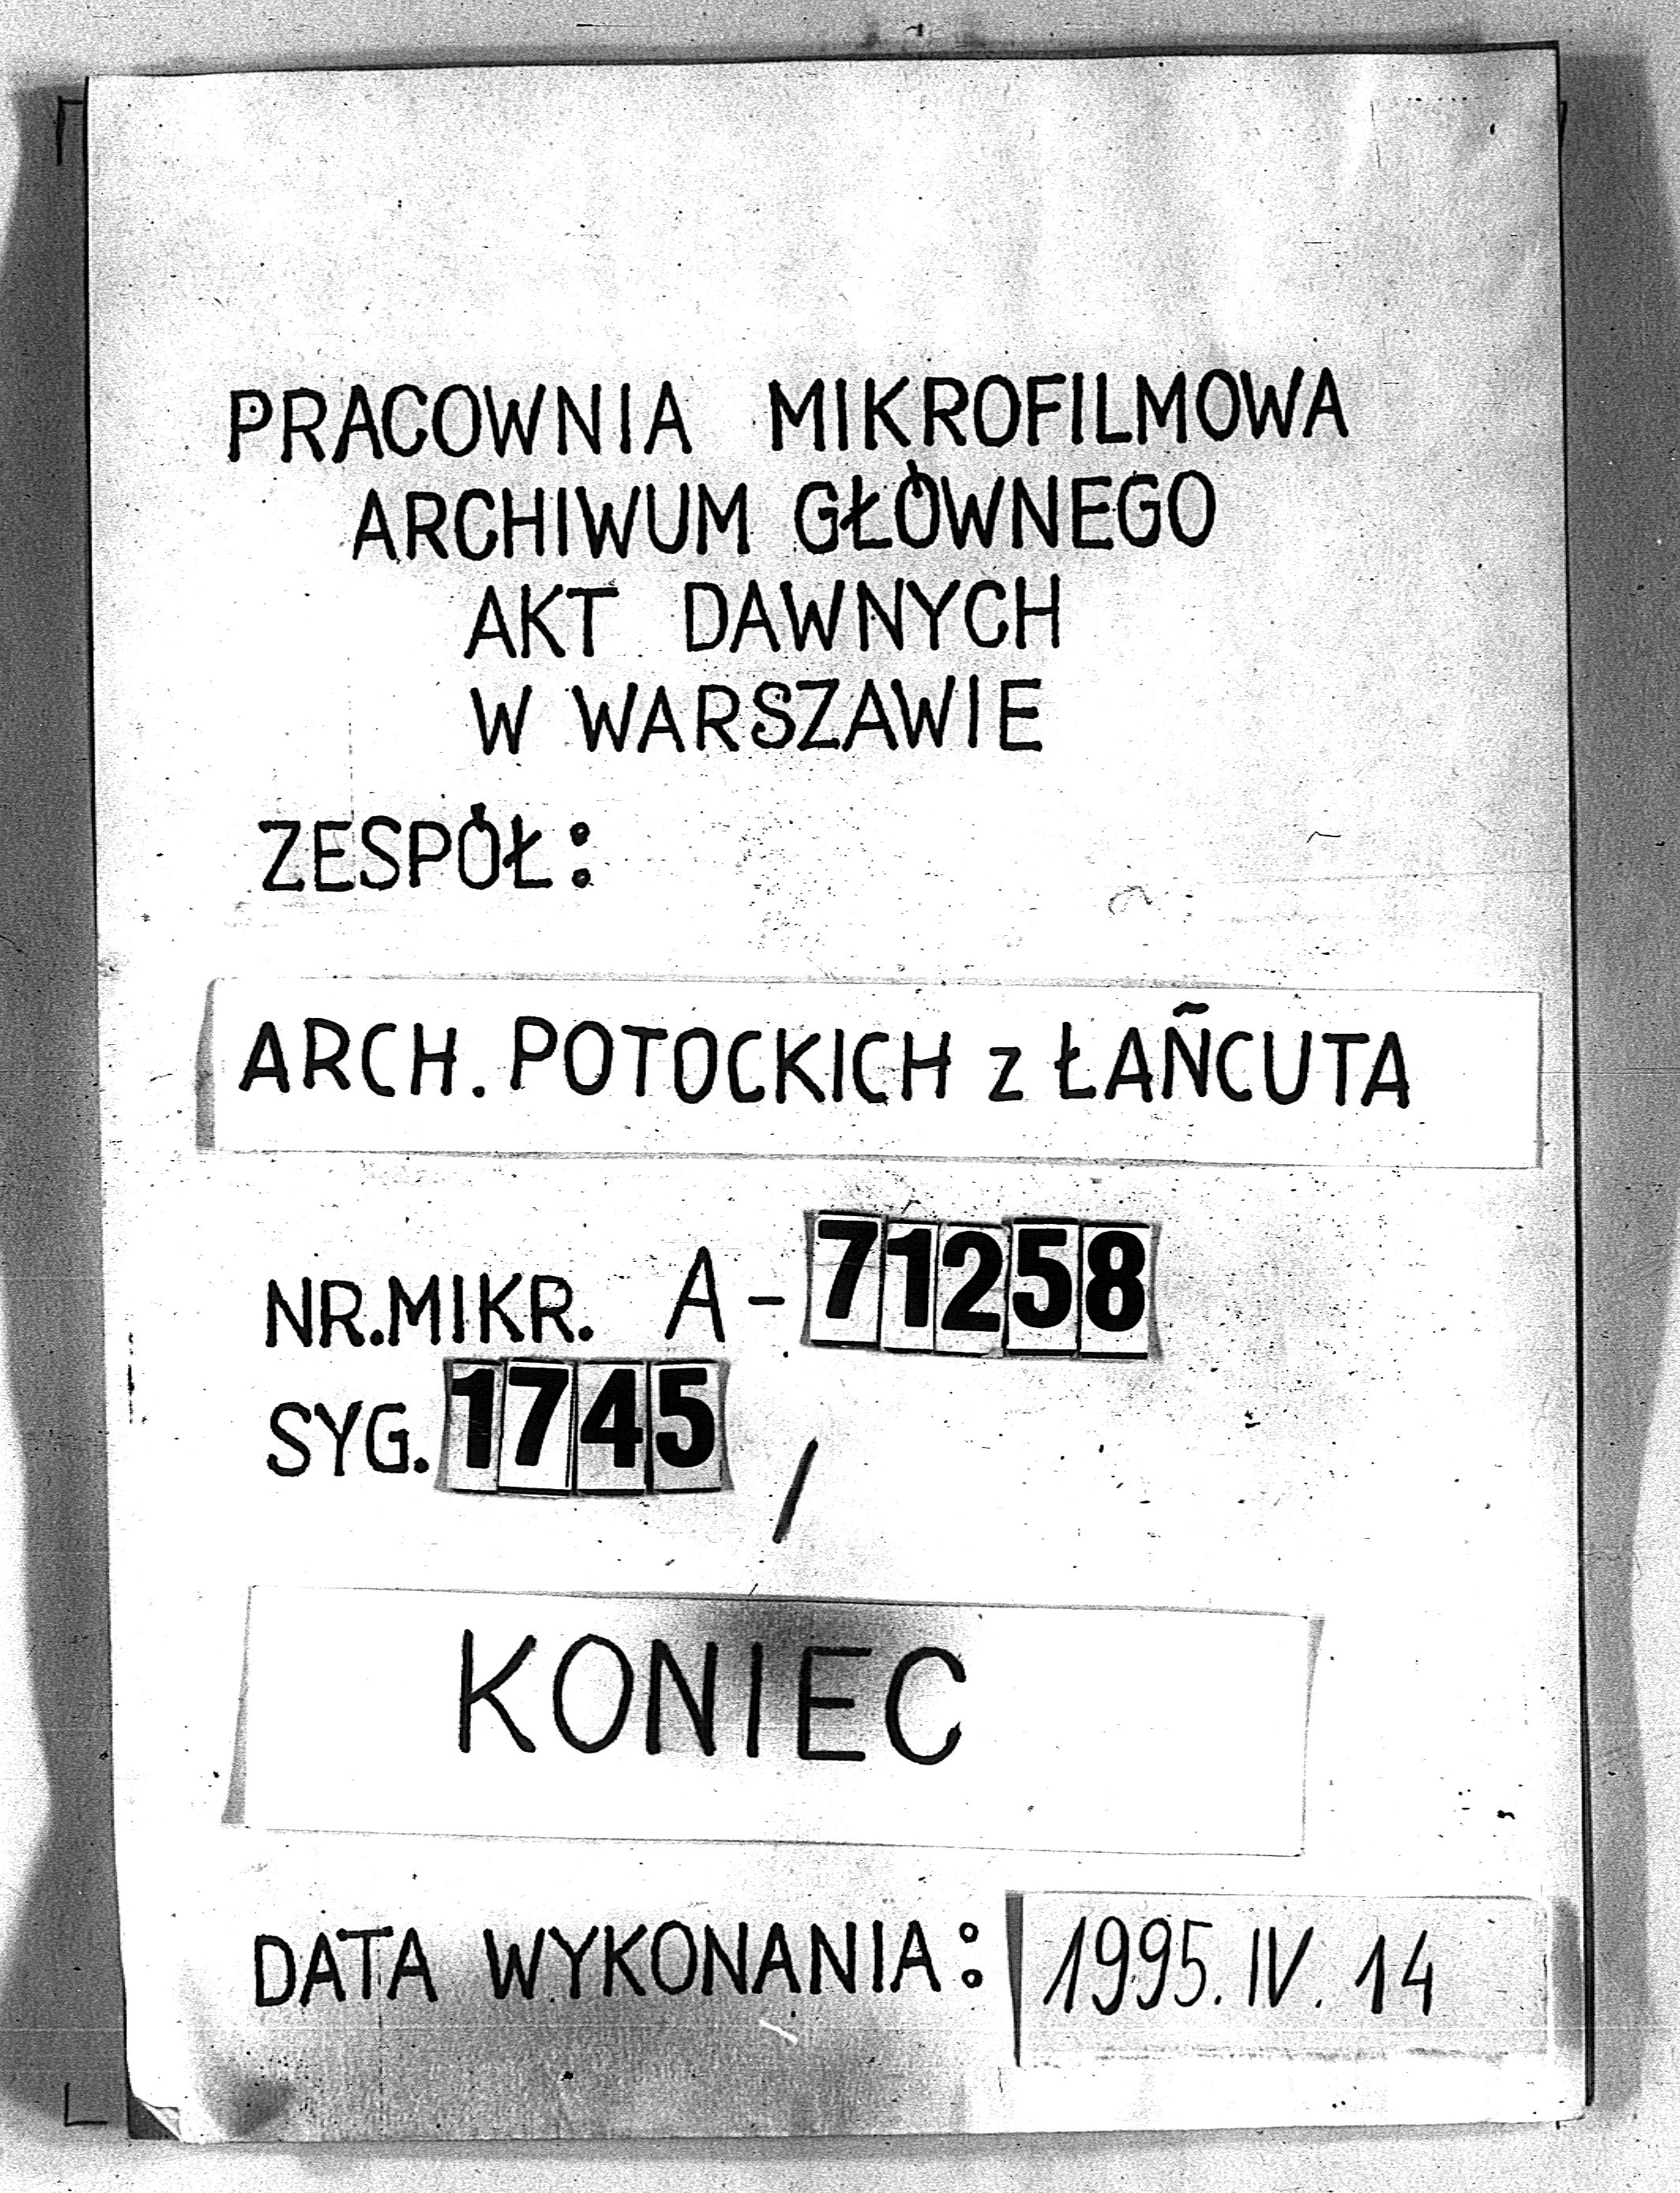 PRACOWNIA MIKROFILMOWA
ARCHIWUM GŁÓWNEGO
AKT DAWNYCH
W WARSZAWIE
ZESPÓŁ:
ARCH. POTOCKICH z ŁAŃCUTA
NR.MIKR. A-71258
SYG. 1745 /
KONIEC
DATA WYKONANIA: 1995. IV. 14